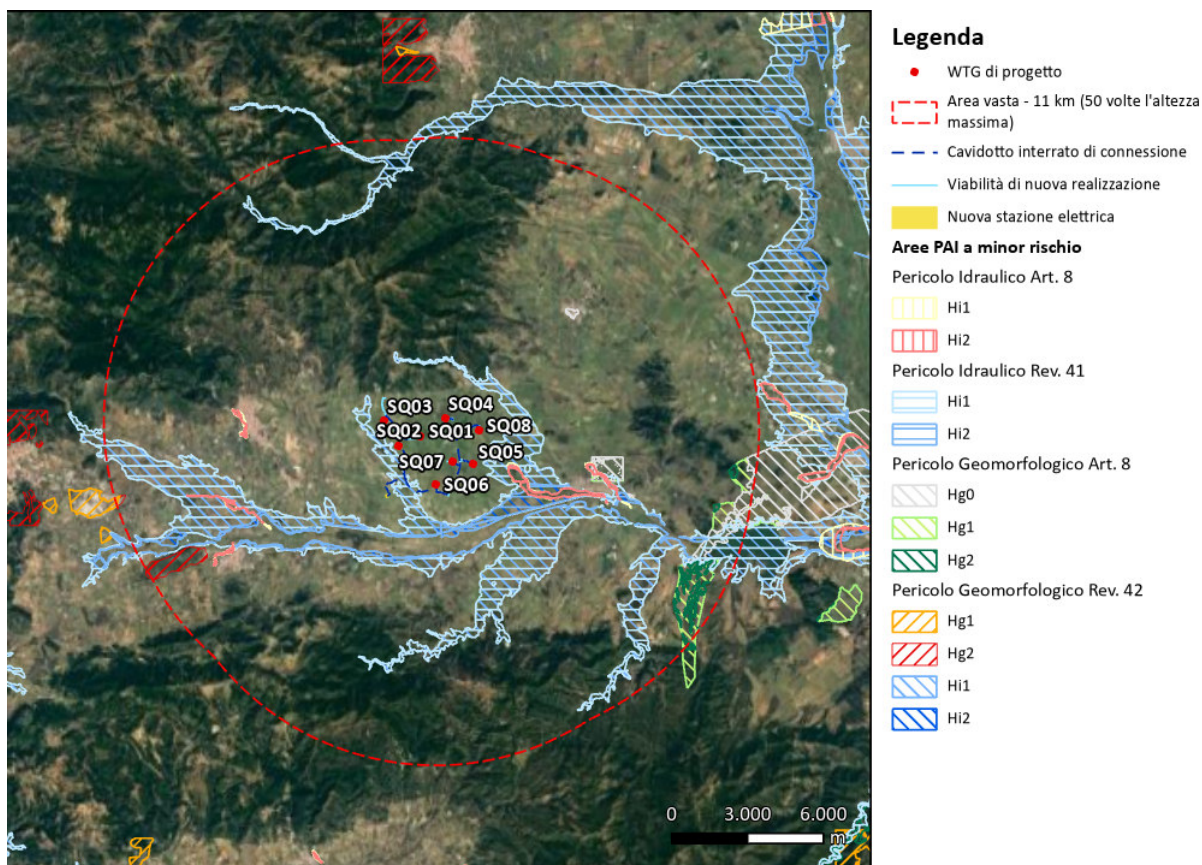 SQ03
SQ04
SQ02
SQ01
SQ08
SQ07
SQ05
SQ06
0
3.000
6.000
m
Legenda
WTG di progetto
Area vasta - 11 km (50 volte l'altezza
massima)
Cavidotto interrato di connessione
Viabilità di nuova realizzazione
Nuova stazione elettrica
Aree PAI a minor rischio
Pericolo Idraulico Art. 8
Hi1
Hi2
Pericolo Idraulico Rev. 41
Hi1
Hi2
Pericolo Geomorfologico Art. 8
Hg0
Hg1
Hg2
Pericolo Geomorfologico Rev. 42
Hg1
Hg2
Hi1
Hi2